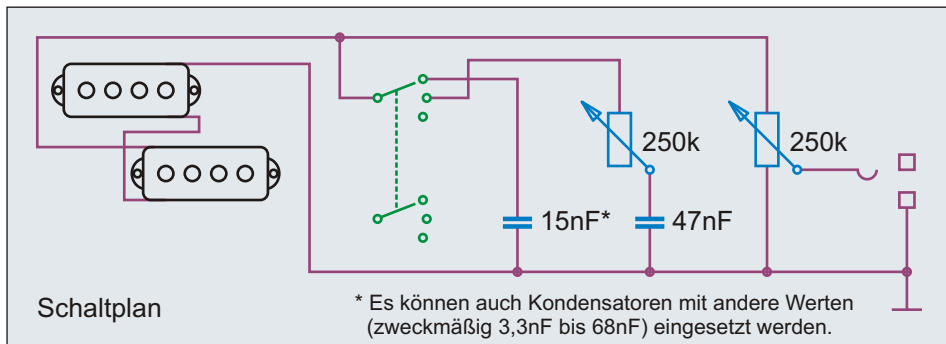 250k
250k
15nF*
47nF
Schaltplan
* Es können auch Kondensatoren mit andere Werten
(zweckmäßig 3,3nF bis 68nF) eingesetzt werden.